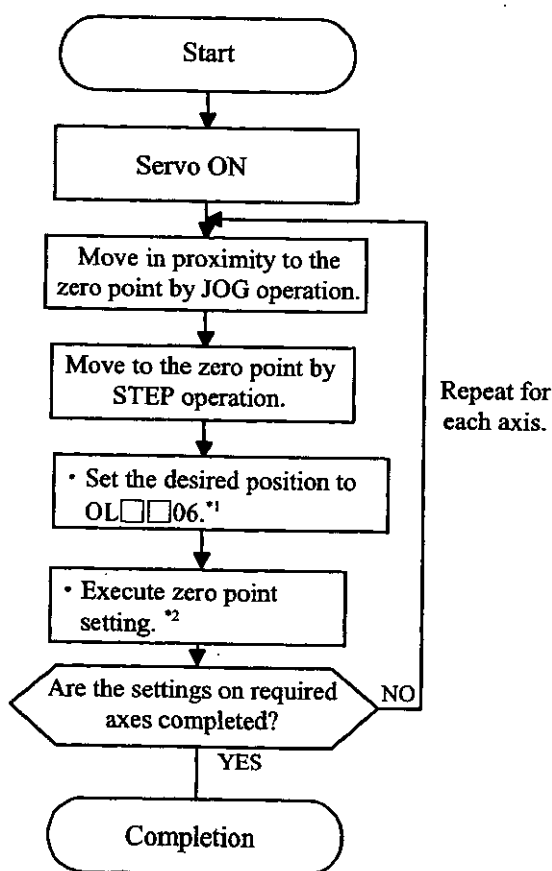 Start
Servo ON
Move in proximity to the
zero point by JOG operation.
Move to the zero point by
STEP operation.
Repeat for
each axis.
・Set the desired position to
OL□□06.*1
・Execute zero point
setting. *2
Are the settings on required
axes completed?
NO
YES
Completion